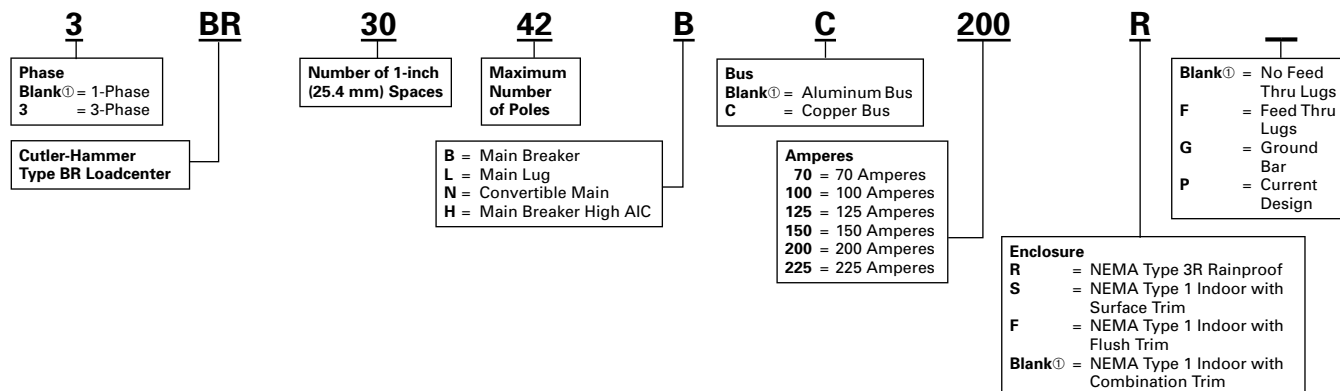 3 BR 30 42 B C 200 R
Phase
Blank① = 1-Phase
3 = 3-Phase
Cutler-Hammer
Type BR Loadcenter
Number of 1-inch
(25.4 mm) Spaces
Maximum
Number
of Poles
B = Main Breaker
L = Main Lug
N = Convertible Main
H = Main Breaker High AIC
Bus
Blank① = Aluminum Bus
C = Copper Bus
Amperes
70 = 70 Amperes
100 = 100 Amperes
125 = 125 Amperes
150 = 150 Amperes
200 = 200 Amperes
225 = 225 Amperes
Blank① = No Feed
Thru Lugs
F = Feed Thru
Lugs
G = Ground
Bar
P = Current
Design
Enclosure
R = NEMA Type 3R Rainproof
S = NEMA Type 1 Indoor with
Surface Trim
F = NEMA Type 1 Indoor with
Flush Trim
Blank① = NEMA Type 1 Indoor with
Combination Trim